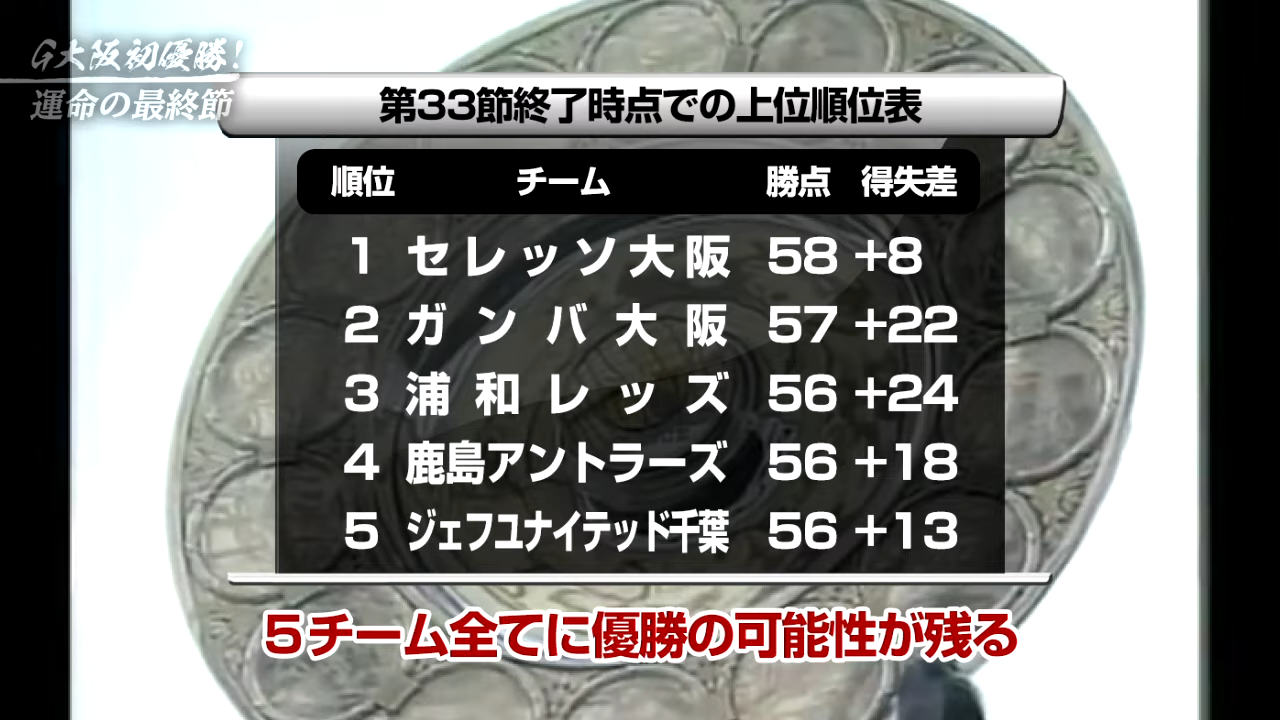 G大阪初優勝!
運命の最終節
第33節終了時点での上位順位表
順位 チーム 勝点 得失差
1 セレッソ大阪 58 +8
2 ガンバ大阪 57 +22
3 浦和レッズ 56 +24
4 鹿島アントラーズ 56 +18
5 ジェフユナイテッド千葉 56 +13
5チーム全てに優勝の可能性が残る